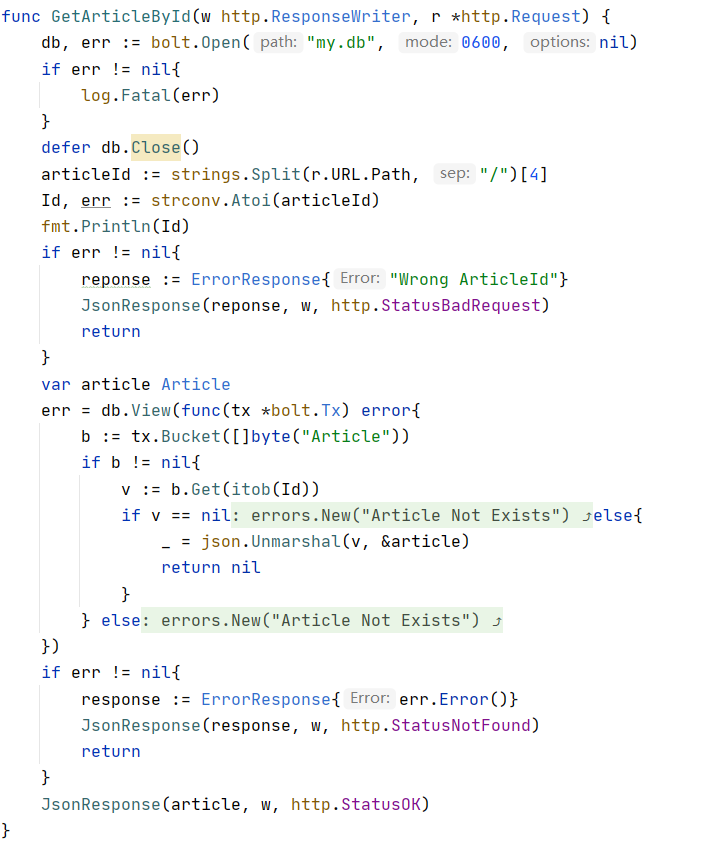 func GetArticleById(w http.ResponseWriter, r *http.Request) {
    db, err := bolt.Open( path: "my.db", mode: 0600, options: nil)
    if err != nil{
        log.Fatal(err)
    }
    defer db.Close()
    articleId := strings.Split(r.URL.Path, sep: "/")[4]
    Id, err := strconv.Atoi(articleId)
    fmt.Println(Id)
    if err != nil{
        reponse := ErrorResponse{ Error: "Wrong ArticleId"}
        JsonResponse(reponse, w, http.StatusBadRequest)
        return
    }
    var article Article
    err = db.View(func(tx *bolt.Tx) error{
        b := tx.Bucket([]byte("Article"))
        if b != nil{
            v := b.Get(itob(Id))
            if v == nil: errors.New("Article Not Exists") ⤴else{
                _ = json.Unmarshal(v, &article)
                return nil
            }
        } else: errors.New("Article Not Exists") ⤴
    })
    if err != nil{
        response := ErrorResponse{ Error: err.Error()}
        JsonResponse(response, w, http.StatusNotFound)
        return
    }
    JsonResponse(article, w, http.StatusOK)
}